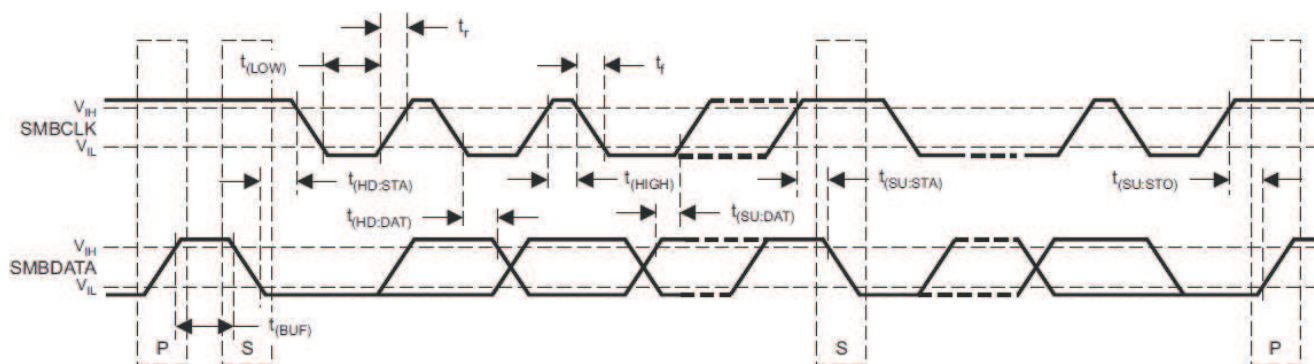 tr
t(LOW)
tf
VIH
SMBCLK
VIL
t(HD:STA)
t(HIGH)
t(SU:STA)
t(SU:STO)
t(HD:DAT)
t(SU:DAT)
VIH
SMBDATA
VIL
t(BUF)
P
S
S
P